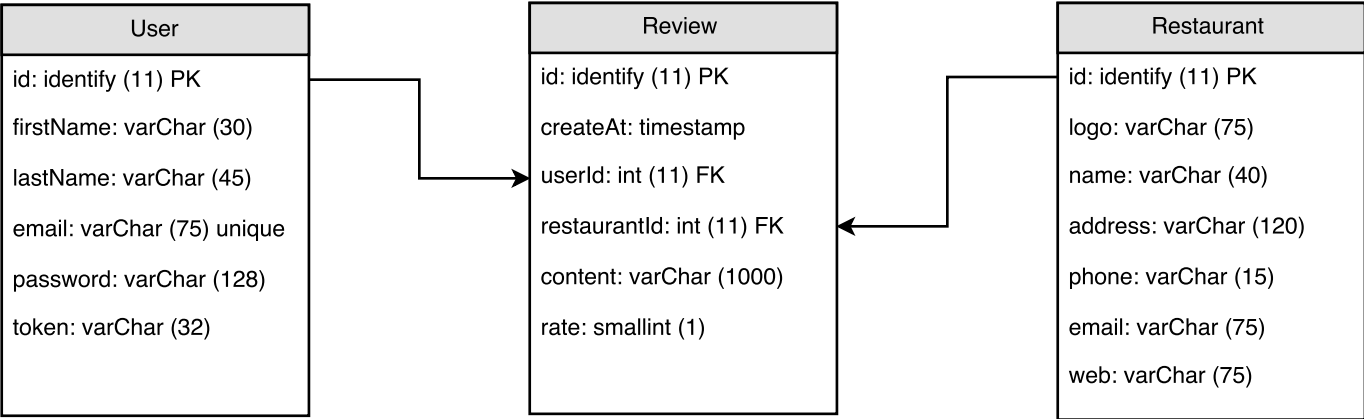 User
id: identify (11) PK
firstName: varChar (30)
lastName: varChar (45)
email: varChar (75) unique
password: varChar (128)
token: varChar (32)
Review
id: identify (11) PK
createAt: timestamp
userId: int (11) FK
restaurantId: int (11) FK
content: varChar (1000)
rate: smallint (1)
Restaurant
id: identify (11) PK
logo: varChar (75)
name: varChar (40)
address: varChar (120)
phone: varChar (15)
email: varChar (75)
web: varChar (75)